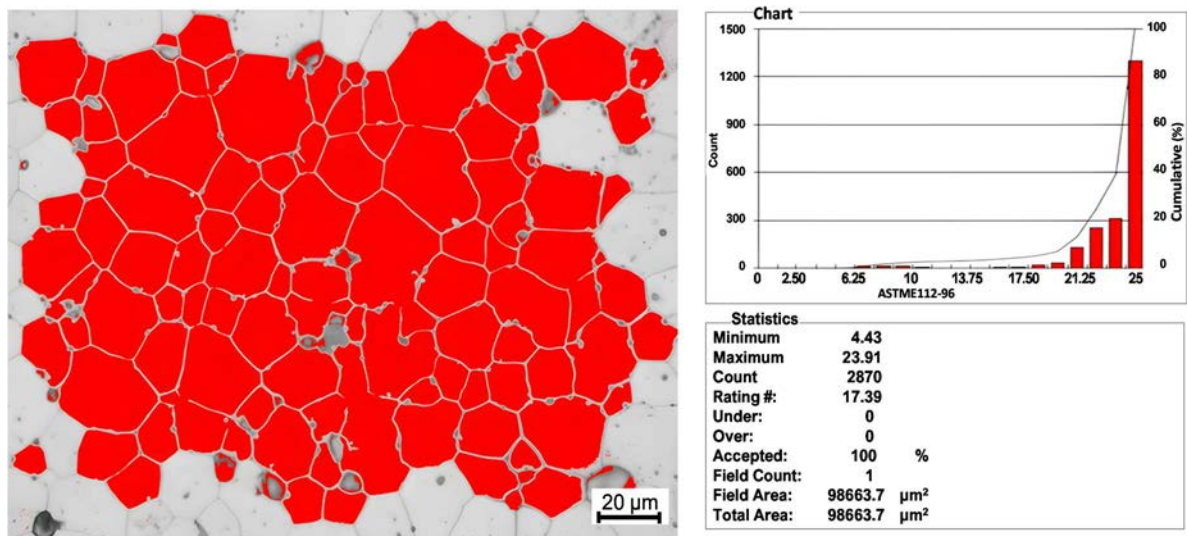 20 µm
Chart
1500
1200
900
600
300
0
Count
100
80
60
40
20
0
Cumulative (%)
0 2.50 6.25 10 13.75 17.50 21.25 25
ASTME112-96
Statistics
Minimum 4.43
Maximum 23.91
Count 2870
Rating #: 17.39
Under: 0
Over: 0
Accepted: 100 %
Field Count: 1
Field Area: 98663.7 µm²
Total Area: 98663.7 µm²